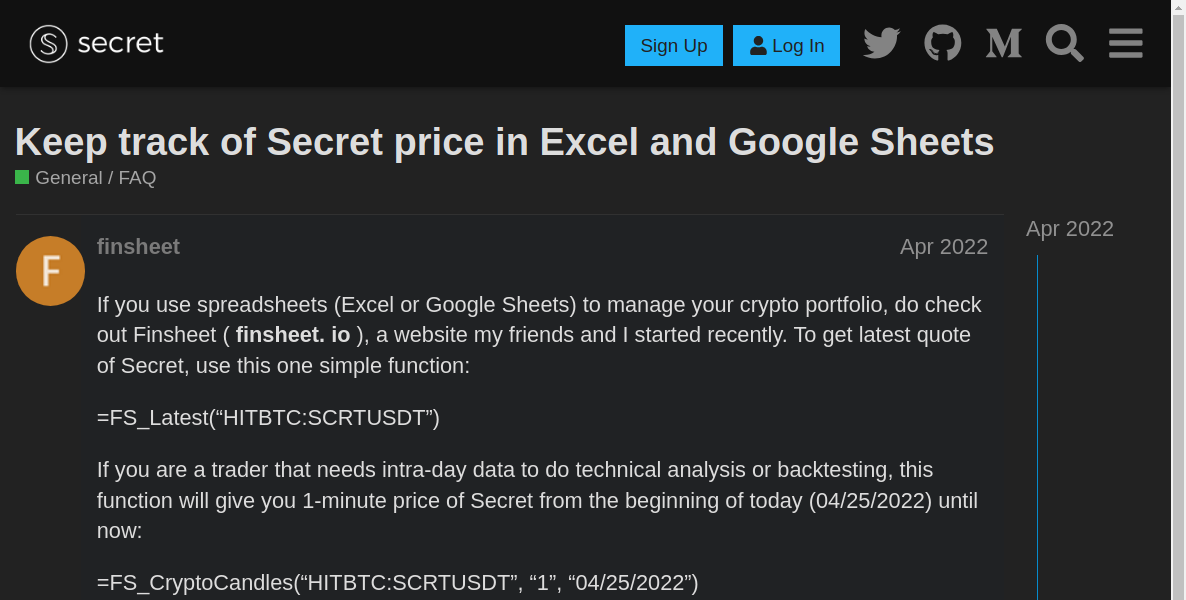 secret
Sign Up
Log In
Keep track of Secret price in Excel and Google Sheets
General / FAQ
Apr 2022
F
finsheet
Apr 2022
If you use spreadsheets (Excel or Google Sheets) to manage your crypto portfolio, do check
out Finsheet ( finsheet. io ), a website my friends and I started recently. To get latest quote
of Secret, use this one simple function:
=FS_Latest(“HITBTC:SCRTUSDT”)
If you are a trader that needs intra-day data to do technical analysis or backtesting, this
function will give you 1-minute price of Secret from the beginning of today (04/25/2022) until
now:
=FS_CryptoCandles(“HITBTC:SCRTUSDT”, “1”, “04/25/2022”)